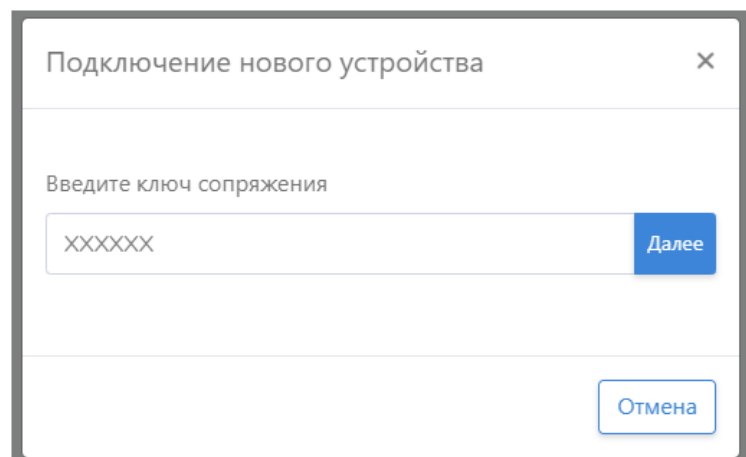 Подключение нового устройства ×
Введите ключ сопряжения
XXXXXX Далее
Отмена